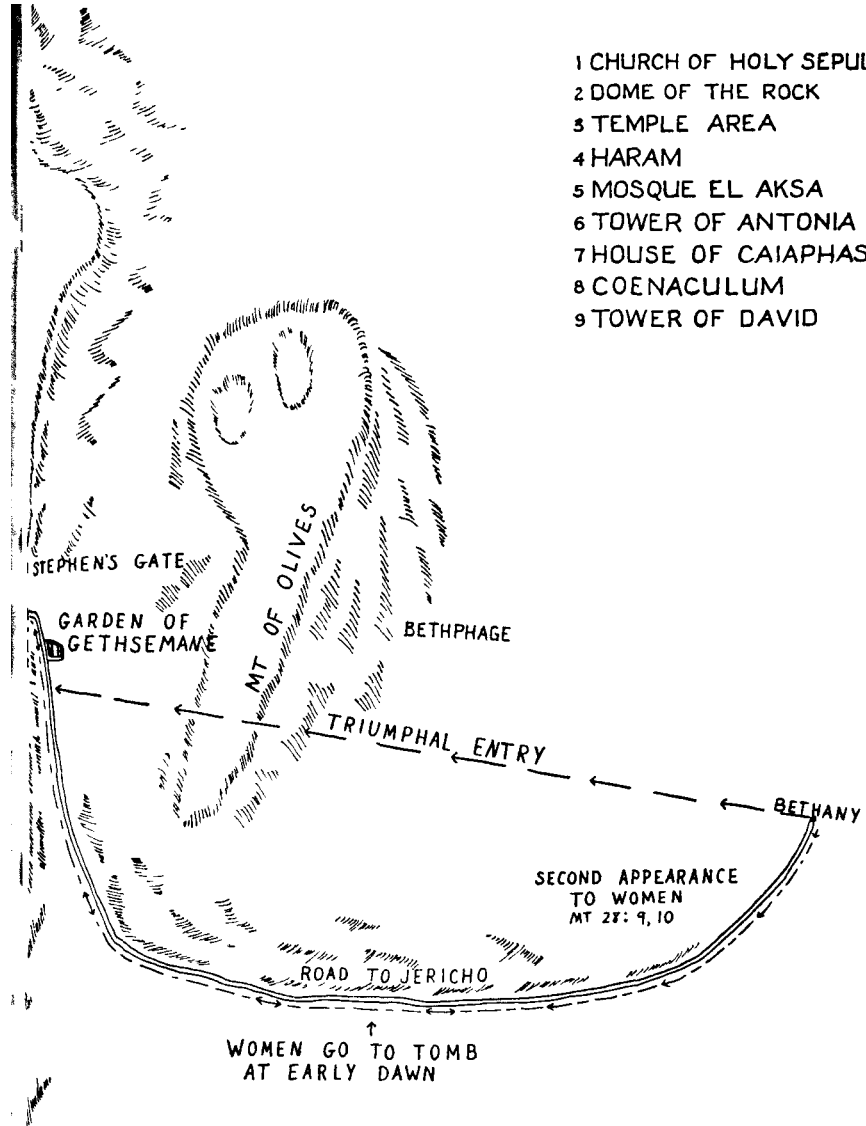 1 CHURCH OF HOLY SEPUL
2 DOME OF THE ROCK
3 TEMPLE AREA
4 HARAM
5 MOSQUE EL AKSA
6 TOWER OF ANTONIA
7 HOUSE OF CAIAPHAS
8 COENACULUM
9 TOWER OF DAVID
STEPHEN'S GATE
GARDEN OF
GETHSEMANE
MT OF OLIVES
BETHPHAGE
TRIUMPHAL ENTRY
BETHANY
SECOND APPEARANCE
TO WOMEN
MT 28: 9, 10
ROAD TO JERICHO
WOMEN GO TO TOMB
AT EARLY DAWN